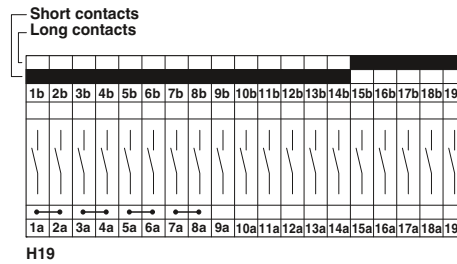 Short contacts
Long contacts
1b 2b 3b 4b 5b 6b 7b 8b 9b 10b 11b 12b 13b 14b 15b 16b 17b 18b 19
1a 2a 3a 4a 5a 6a 7a 8a 9a 10a 11a 12a 13a 14a 15a 16a 17a 18a 19
H19